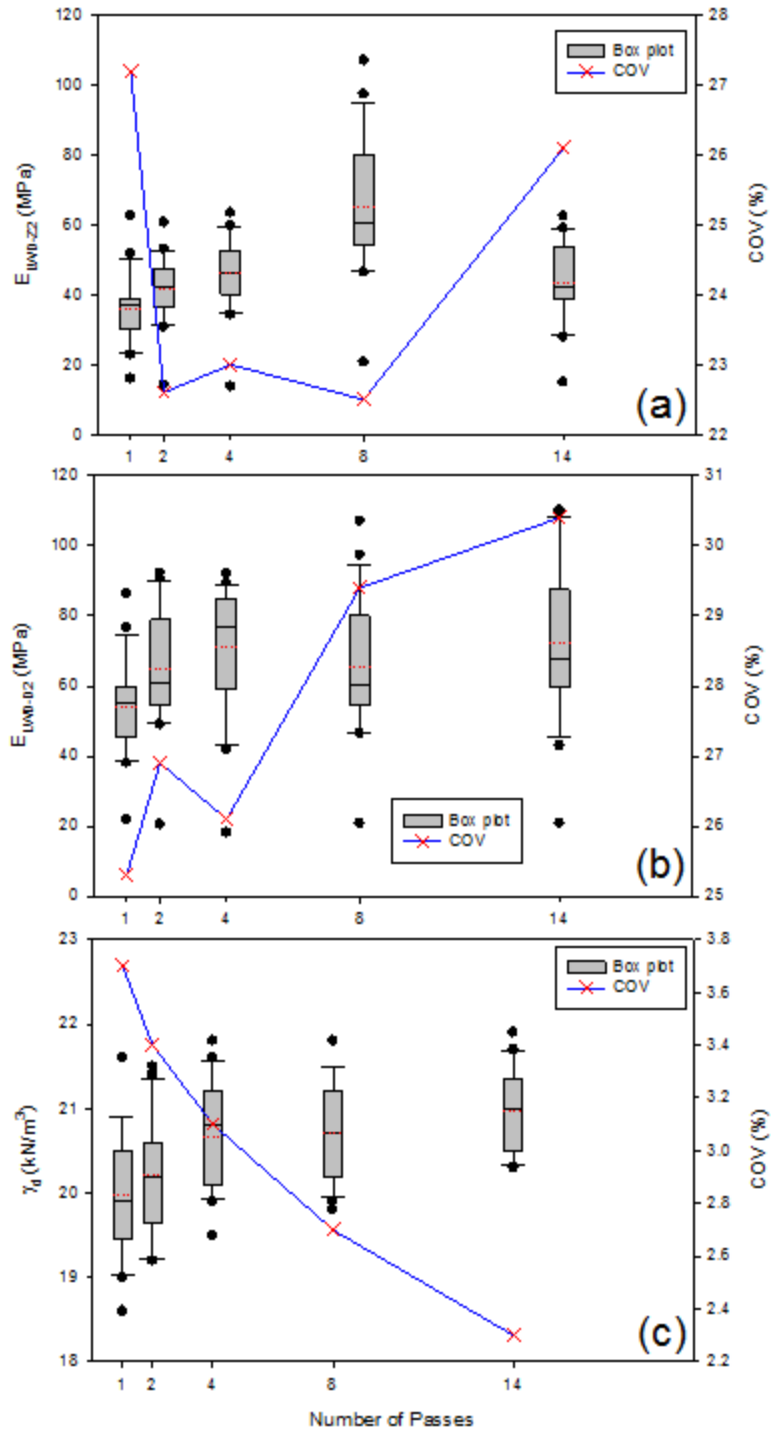 120
100
80
60
40
20
0
E_LWD-Z2 (MPa)
28
27
26
25
24
23
22
COV (%)
Box plot
COV
(a)
1 2 4 8 14
120
100
80
60
40
20
0
E_LWD-D2 (MPa)
31
30
29
28
27
26
25
COV (%)
Box plot
COV
(b)
1 2 4 8 14
23
22
21
20
19
18
γ_d (kN/m³)
3.8
3.6
3.4
3.2
3.0
2.8
2.6
2.4
2.2
COV (%)
Box plot
COV
(c)
1 2 4 8 14
Number of Passes